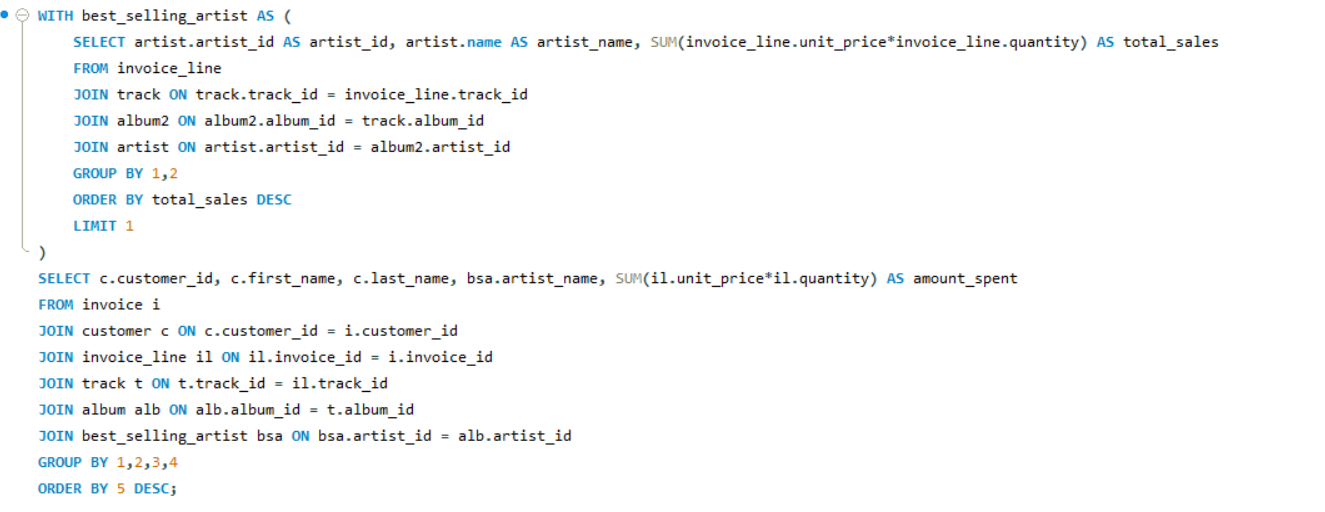 WITH best_selling_artist AS (
SELECT artist.artist_id AS artist_id, artist.name AS artist_name, SUM(invoice_line.unit_price*invoice_line.quantity) AS total_sales
FROM invoice_line
JOIN track ON track.track_id = invoice_line.track_id
JOIN album2 ON album2.album_id = track.album_id
JOIN artist ON artist.artist_id = album2.artist_id
GROUP BY 1,2
ORDER BY total_sales DESC
LIMIT 1
)
SELECT c.customer_id, c.first_name, c.last_name, bsa.artist_name, SUM(il.unit_price*il.quantity) AS amount_spent
FROM invoice i
JOIN customer c ON c.customer_id = i.customer_id
JOIN invoice_line il ON il.invoice_id = i.invoice_id
JOIN track t ON t.track_id = il.track_id
JOIN album alb ON alb.album_id = t.album_id
JOIN best_selling_artist bsa ON bsa.artist_id = alb.artist_id
GROUP BY 1,2,3,4
ORDER BY 5 DESC;